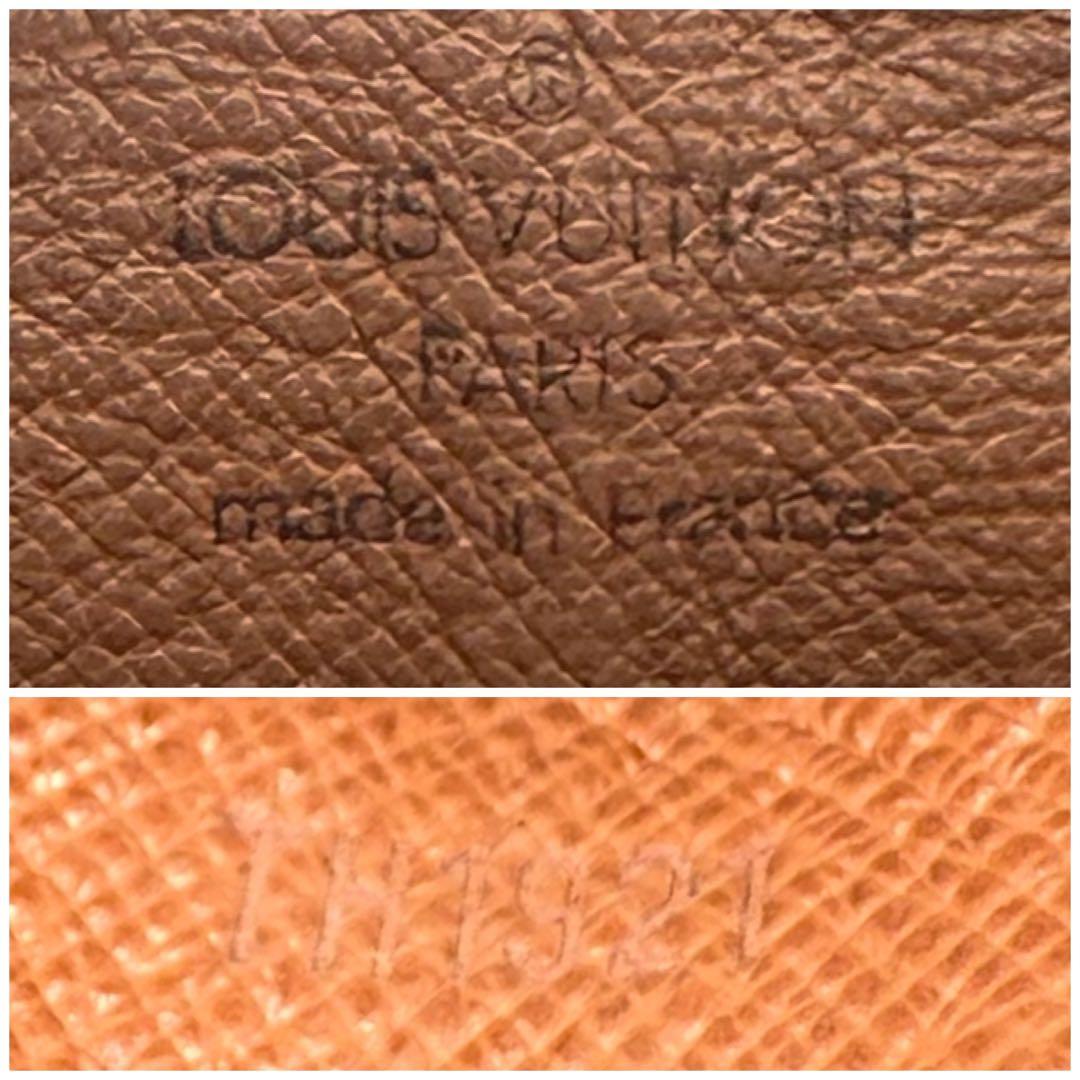 ®
LOUIS VUITTON
PARIS
made in France
TH1921